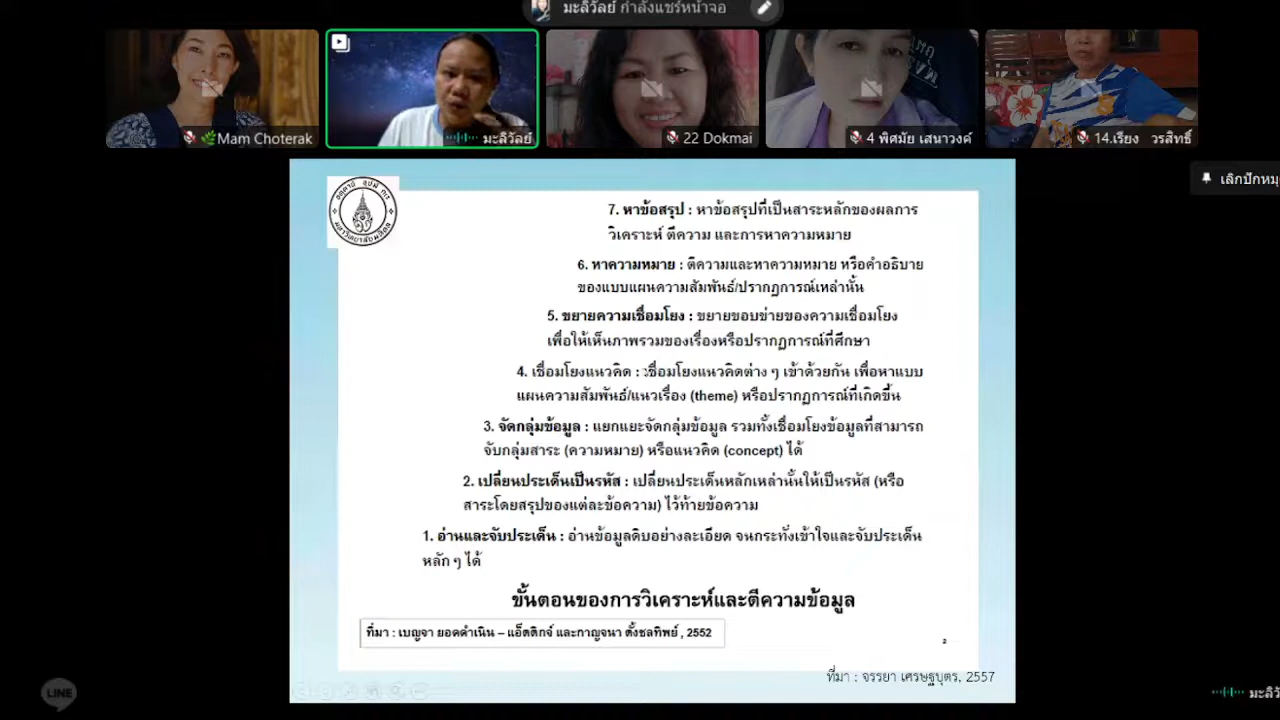 มะลิวัลย์ กำลังแชร์หน้าจอ
Mam Choterak
มะลิวัลย์
22 Dokmai
4 พิศมัย เสนาวงค์
14.เรียง วรสิทธิ์
เลิกปักหมุ
7. หาข้อสรุป : หาข้อสรุปที่เป็นสาระหลักของผลการ
วิเคราะห์ ตีความ และการหาความหมาย
6. หาความหมาย : ตีความและหาความหมาย หรือคำอธิบาย
ของแบบแผนความสัมพันธ์/ปรากฏการณ์เหล่านั้น
5. ขยายความเชื่อมโยง : ขยายขอบข่ายของความเชื่อมโยง
เพื่อให้เห็นภาพรวมของเรื่องหรือปรากฏการณ์ที่ศึกษา
4. เชื่อมโยงแนวคิด : เชื่อมโยงแนวคิดต่าง ๆ เข้าด้วยกัน เพื่อหาแบบ
แผนความสัมพันธ์/แนวเรื่อง (theme) หรือปรากฏการณ์ที่เกิดขึ้น
3. จัดกลุ่มข้อมูล : แยกแยะจัดกลุ่มข้อมูล รวมทั้งเชื่อมโยงข้อมูลที่สามารถ
จับกลุ่มสาระ (ความหมาย) หรือแนวคิด (concept) ได้
2. เปลี่ยนประเด็นเป็นรหัส : เปลี่ยนประเด็นหลักเหล่านั้นให้เป็นรหัส (หรือ
สาระโดยสรุปของแต่ละข้อความ) ไว้ท้ายข้อความ
1. อ่านและจับประเด็น : อ่านข้อมูลดิบอย่างละเอียด จนกระทั่งเข้าใจและจับประเด็น
หลัก ๆ ได้
ขั้นตอนของการวิเคราะห์และตีความข้อมูล
ที่มา : เบญจา ยอดดำเนิน – แอ็ตติกจ์ และกาญจนา ตั้งชลทิพย์ , 2552
2
ที่มา : จรรยา เศรษฐบุตร, 2557
LINE
มะลิวั